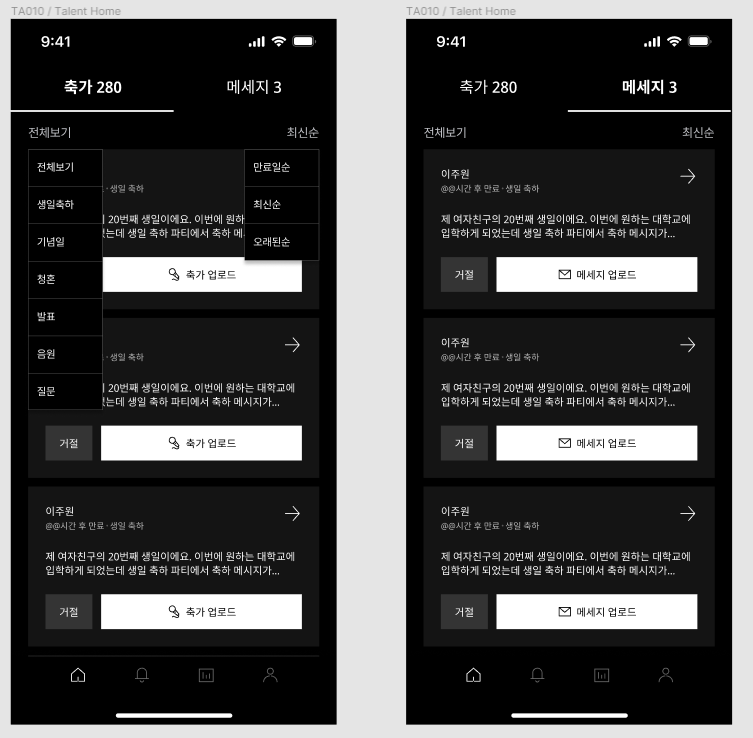 TA010 / Talent Home
9:41
축가 280
메세지 3
전체보기
최신순
전체보기
생일축하
기념일
청혼
발표
음원
질문
만료일순
최신순
오래된순
· 생일 축하
20번째 생일이에요. 이번에 원하
는데 생일 축하 파티에서 축하 메
축가 업로드
· 생일 축하
20번째 생일이에요. 이번에 원하는 대학교에
는데 생일 축하 파티에서 축하 메시지가...
거절
축가 업로드
이주원
@@시간 후 만료 · 생일 축하
제 여자친구의 20번째 생일이에요. 이번에 원하는 대학교에
입학하게 되었는데 생일 축하 파티에서 축하 메시지가...
거절
축가 업로드
TA010 / Talent Home
9:41
축가 280
메세지 3
전체보기
최신순
이주원
@@시간 후 만료 · 생일 축하
제 여자친구의 20번째 생일이에요. 이번에 원하는 대학교에
입학하게 되었는데 생일 축하 파티에서 축하 메시지가...
거절
메세지 업로드
이주원
@@시간 후 만료 · 생일 축하
제 여자친구의 20번째 생일이에요. 이번에 원하는 대학교에
입학하게 되었는데 생일 축하 파티에서 축하 메시지가...
거절
메세지 업로드
이주원
@@시간 후 만료 · 생일 축하
제 여자친구의 20번째 생일이에요. 이번에 원하는 대학교에
입학하게 되었는데 생일 축하 파티에서 축하 메시지가...
거절
메세지 업로드